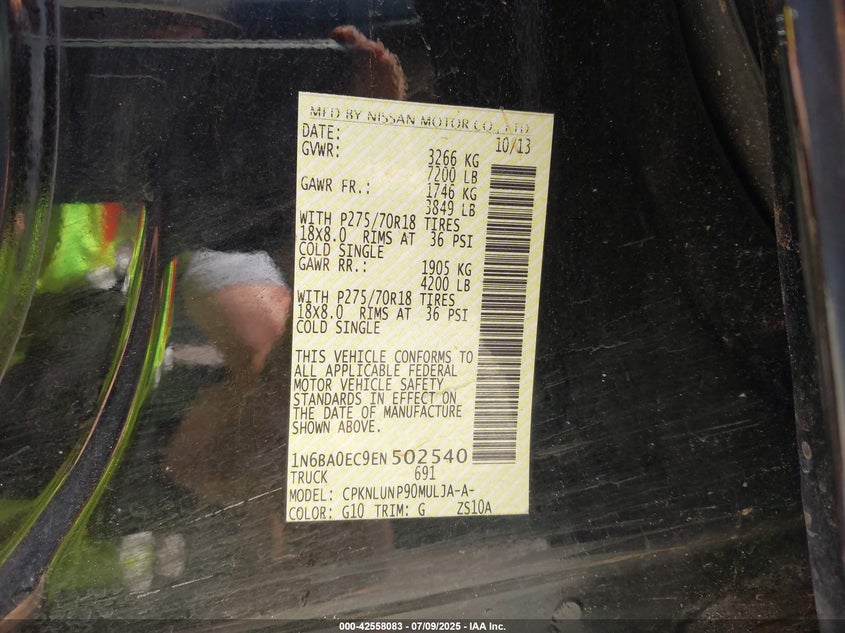 MFD BY NISSAN MOTOR CO., LTD.
DATE: 10/13
GVWR: 3266 KG
7200 LB
GAWR FR.: 1746 KG
3849 LB
WITH P275/70R18 TIRES
18X8.0 RIMS AT 36 PSI
COLD SINGLE
GAWR RR.: 1905 KG
4200 LB
WITH P275/70R18 TIRES
18X8.0 RIMS AT 36 PSI
COLD SINGLE
THIS VEHICLE CONFORMS TO
ALL APPLICABLE FEDERAL
MOTOR VEHICLE SAFETY
STANDARDS IN EFFECT ON
THE DATE OF MANUFACTURE
SHOWN ABOVE.
1N6BA0EC9EN502540
TRUCK 691
MODEL: CPKNLUNP90MULJA-A-
COLOR: G10 TRIM: G ZS10A
000-42558083 - 07/09/2025 - IAA Inc.